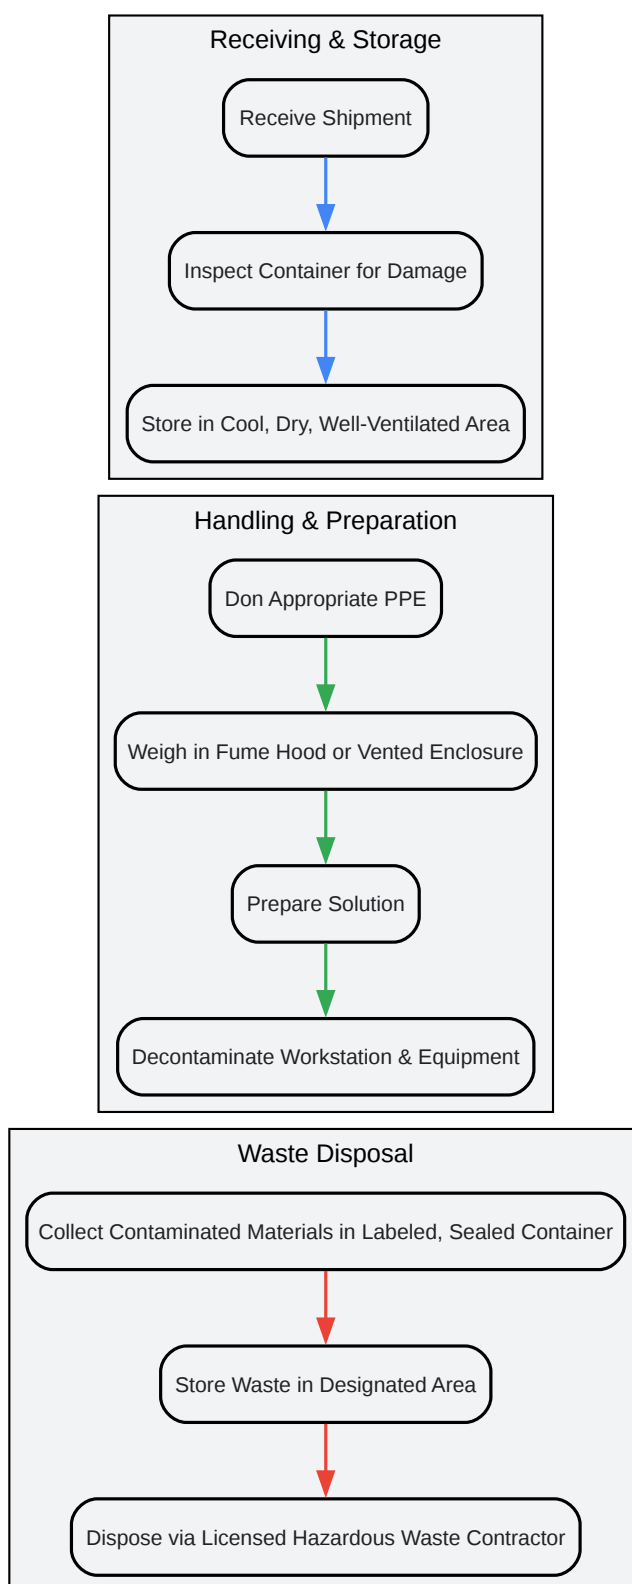 Receiving & Storage
Receive Shipment
Inspect Container for Damage
Store in Cool, Dry, Well-Ventilated Area
Handling & Preparation
Don Appropriate PPE
Weigh in Fume Hood or Vented Enclosure
Prepare Solution
Decontaminate Workstation & Equipment
Waste Disposal
Collect Contaminated Materials in Labeled, Sealed Container
Store Waste in Designated Area
Dispose via Licensed Hazardous Waste Contractor